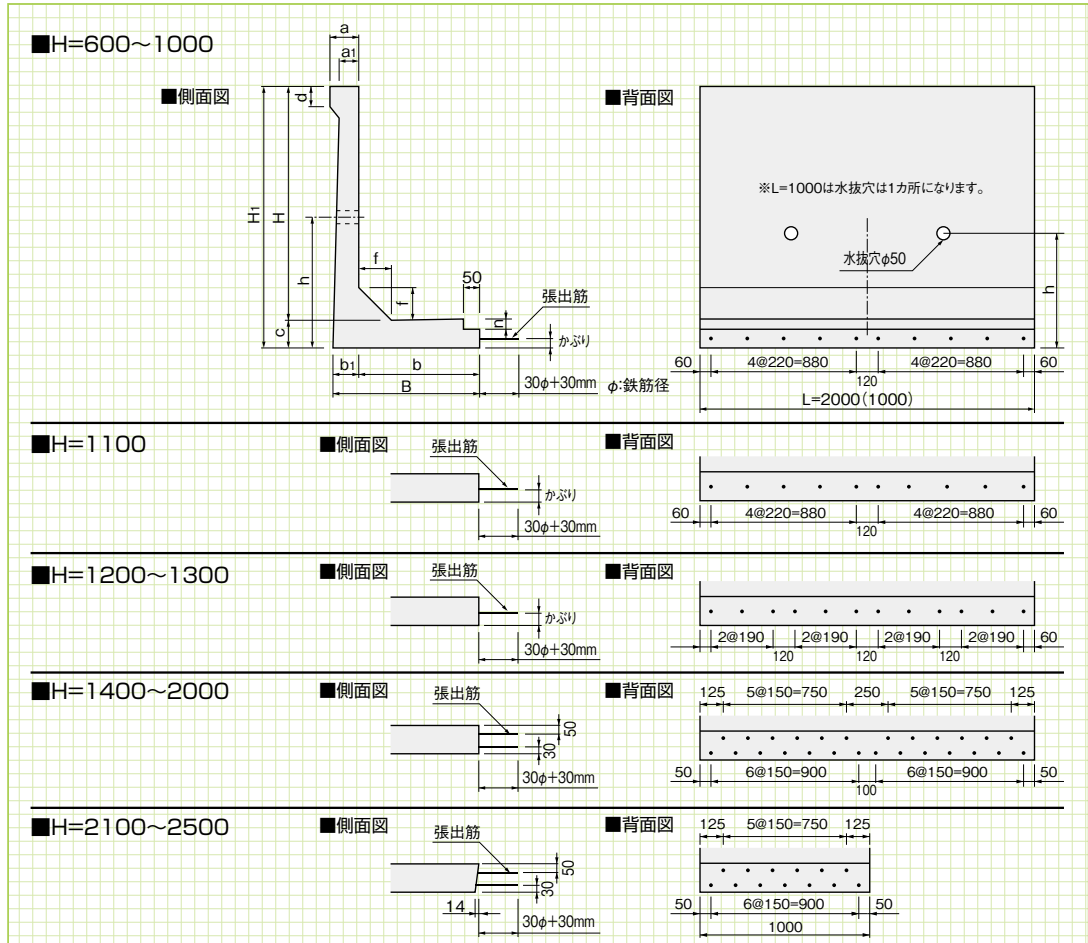 ■H=600～1000
■側面図
a
a1
d
H1
H
h
c
f
f
50
n
張出筋
かぶり
b1
b
B
30φ+30mm
φ:鉄筋径
■背面図
※L=1000は水抜穴は1カ所になります。
水抜穴φ50
h
60
4@220=880
120
4@220=880
60
L=2000(1000)
■H=1100
■側面図
張出筋
かぶり
30φ+30mm
■背面図
60
4@220=880
120
4@220=880
60
■H=1200～1300
■側面図
張出筋
かぶり
30φ+30mm
■背面図
2@190
2@190
2@190
2@190
60
120
120
120
■H=1400～2000
■側面図
張出筋
50
30
30φ+30mm
■背面図
125
5@150=750
250
5@150=750
125
50
6@150=900
100
6@150=900
50
■H=2100～2500
■側面図
張出筋
50
30
14
30φ+30mm
■背面図
125
5@150=750
125
50
6@150=900
50
1000